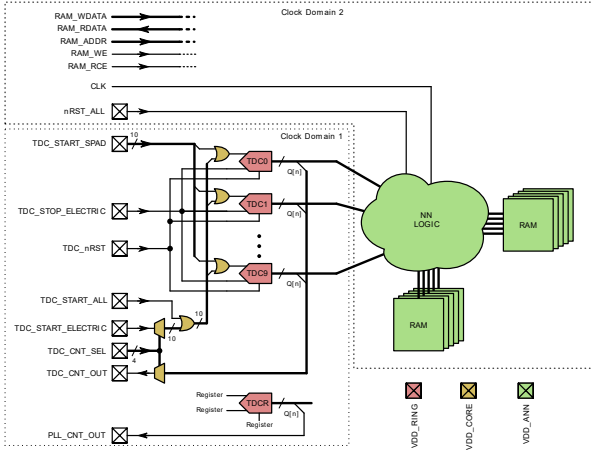 RAM_WDATA
Clock Domain 2
RAM_RDATA
RAM_ADDR
RAM_WE
RAM_RCE
CLK
nRST_ALL
Clock Domain 1
TDC_START_SPAD
10
TDC0
Q[n]
TDC_STOP_ELECTRIC
TDC1
Q[n]
NN
LOGIC
RAM
TDC_nRST
TDC9
Q[n]
TDC_START_ALL
TDC_START_ELECTRIC
10
10
RAM
TDC_CNT_SEL
4
TDC_CNT_OUT
Register
TDCR
Register
Q[n]
Register
PLL_CNT_OUT
VDD_RING
VDD_CORE
VDD_ANN